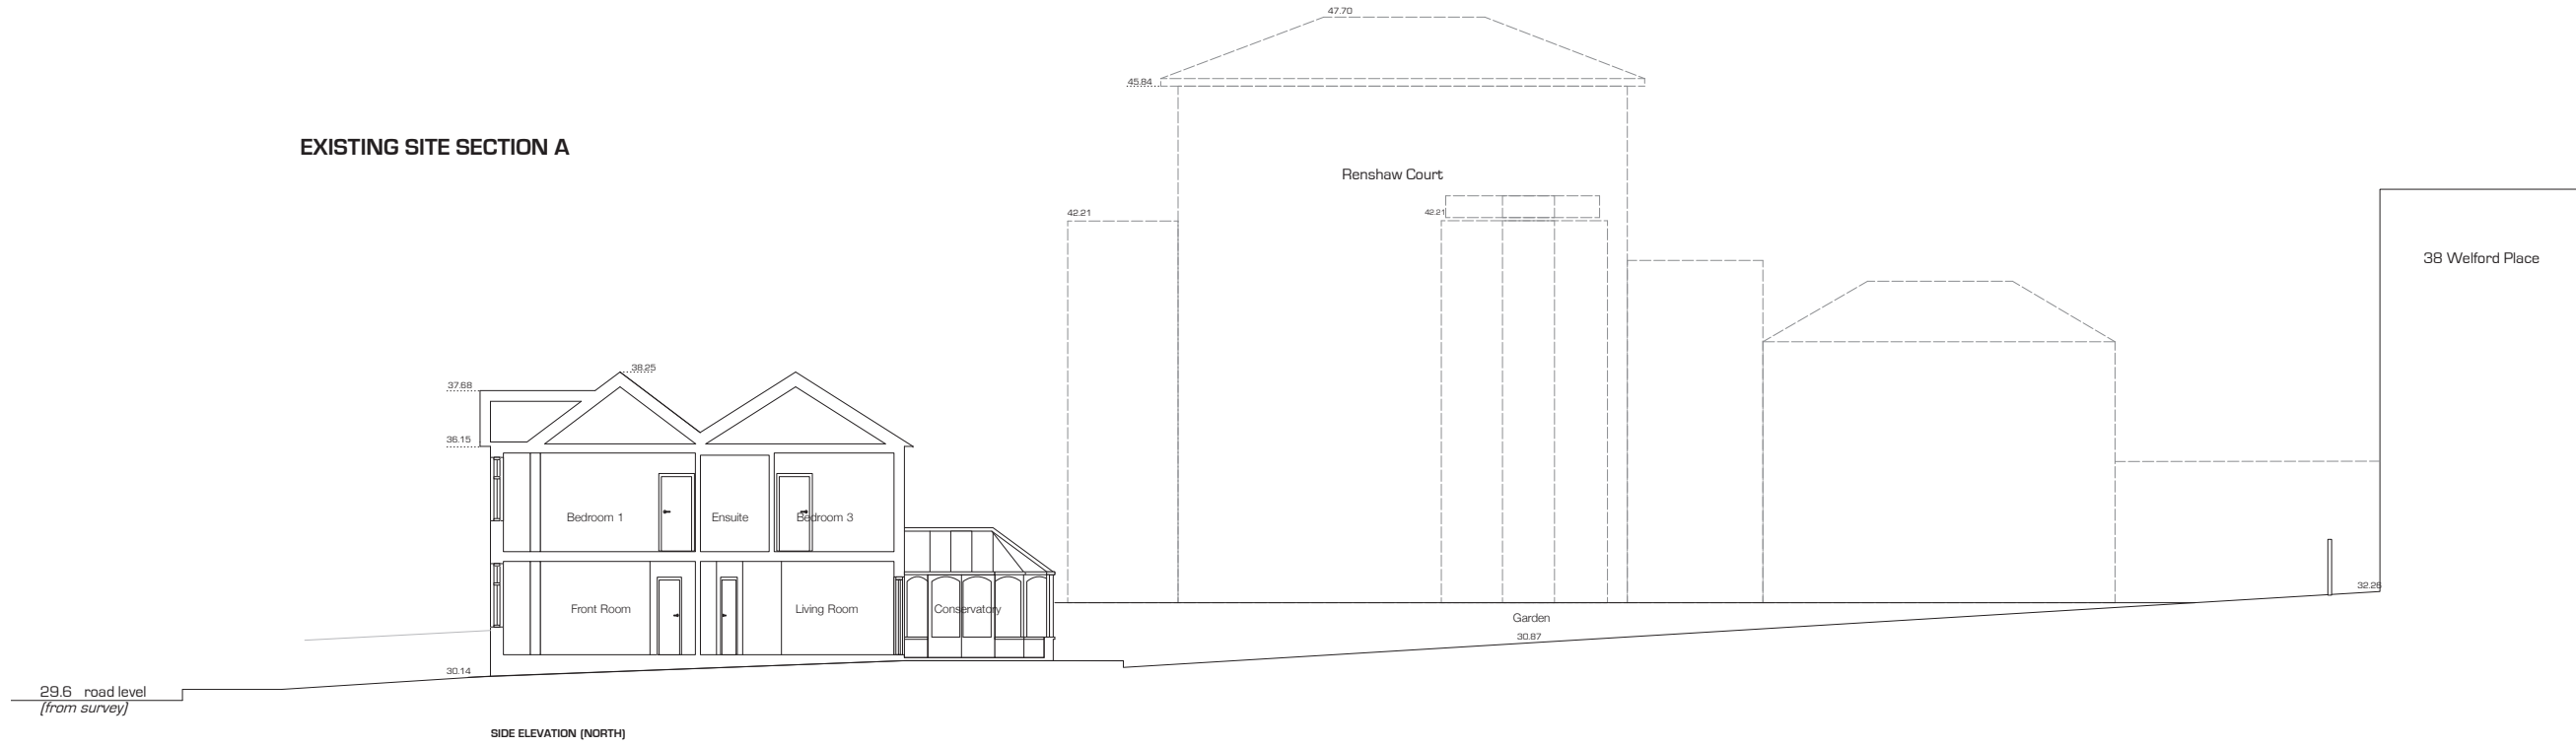 47.70
45.84
EXISTING SITE SECTION A
Renshaw Court
42.21
42.21
38 Welford Place
38.25
37.68
36.15
Bedroom 1
Ensuite
Bedroom 3
32.26
Front Room
Living Room
Conservatory
Garden
30.87
30.14
29.6 road level
(from survey)
SIDE ELEVATION (NORTH)